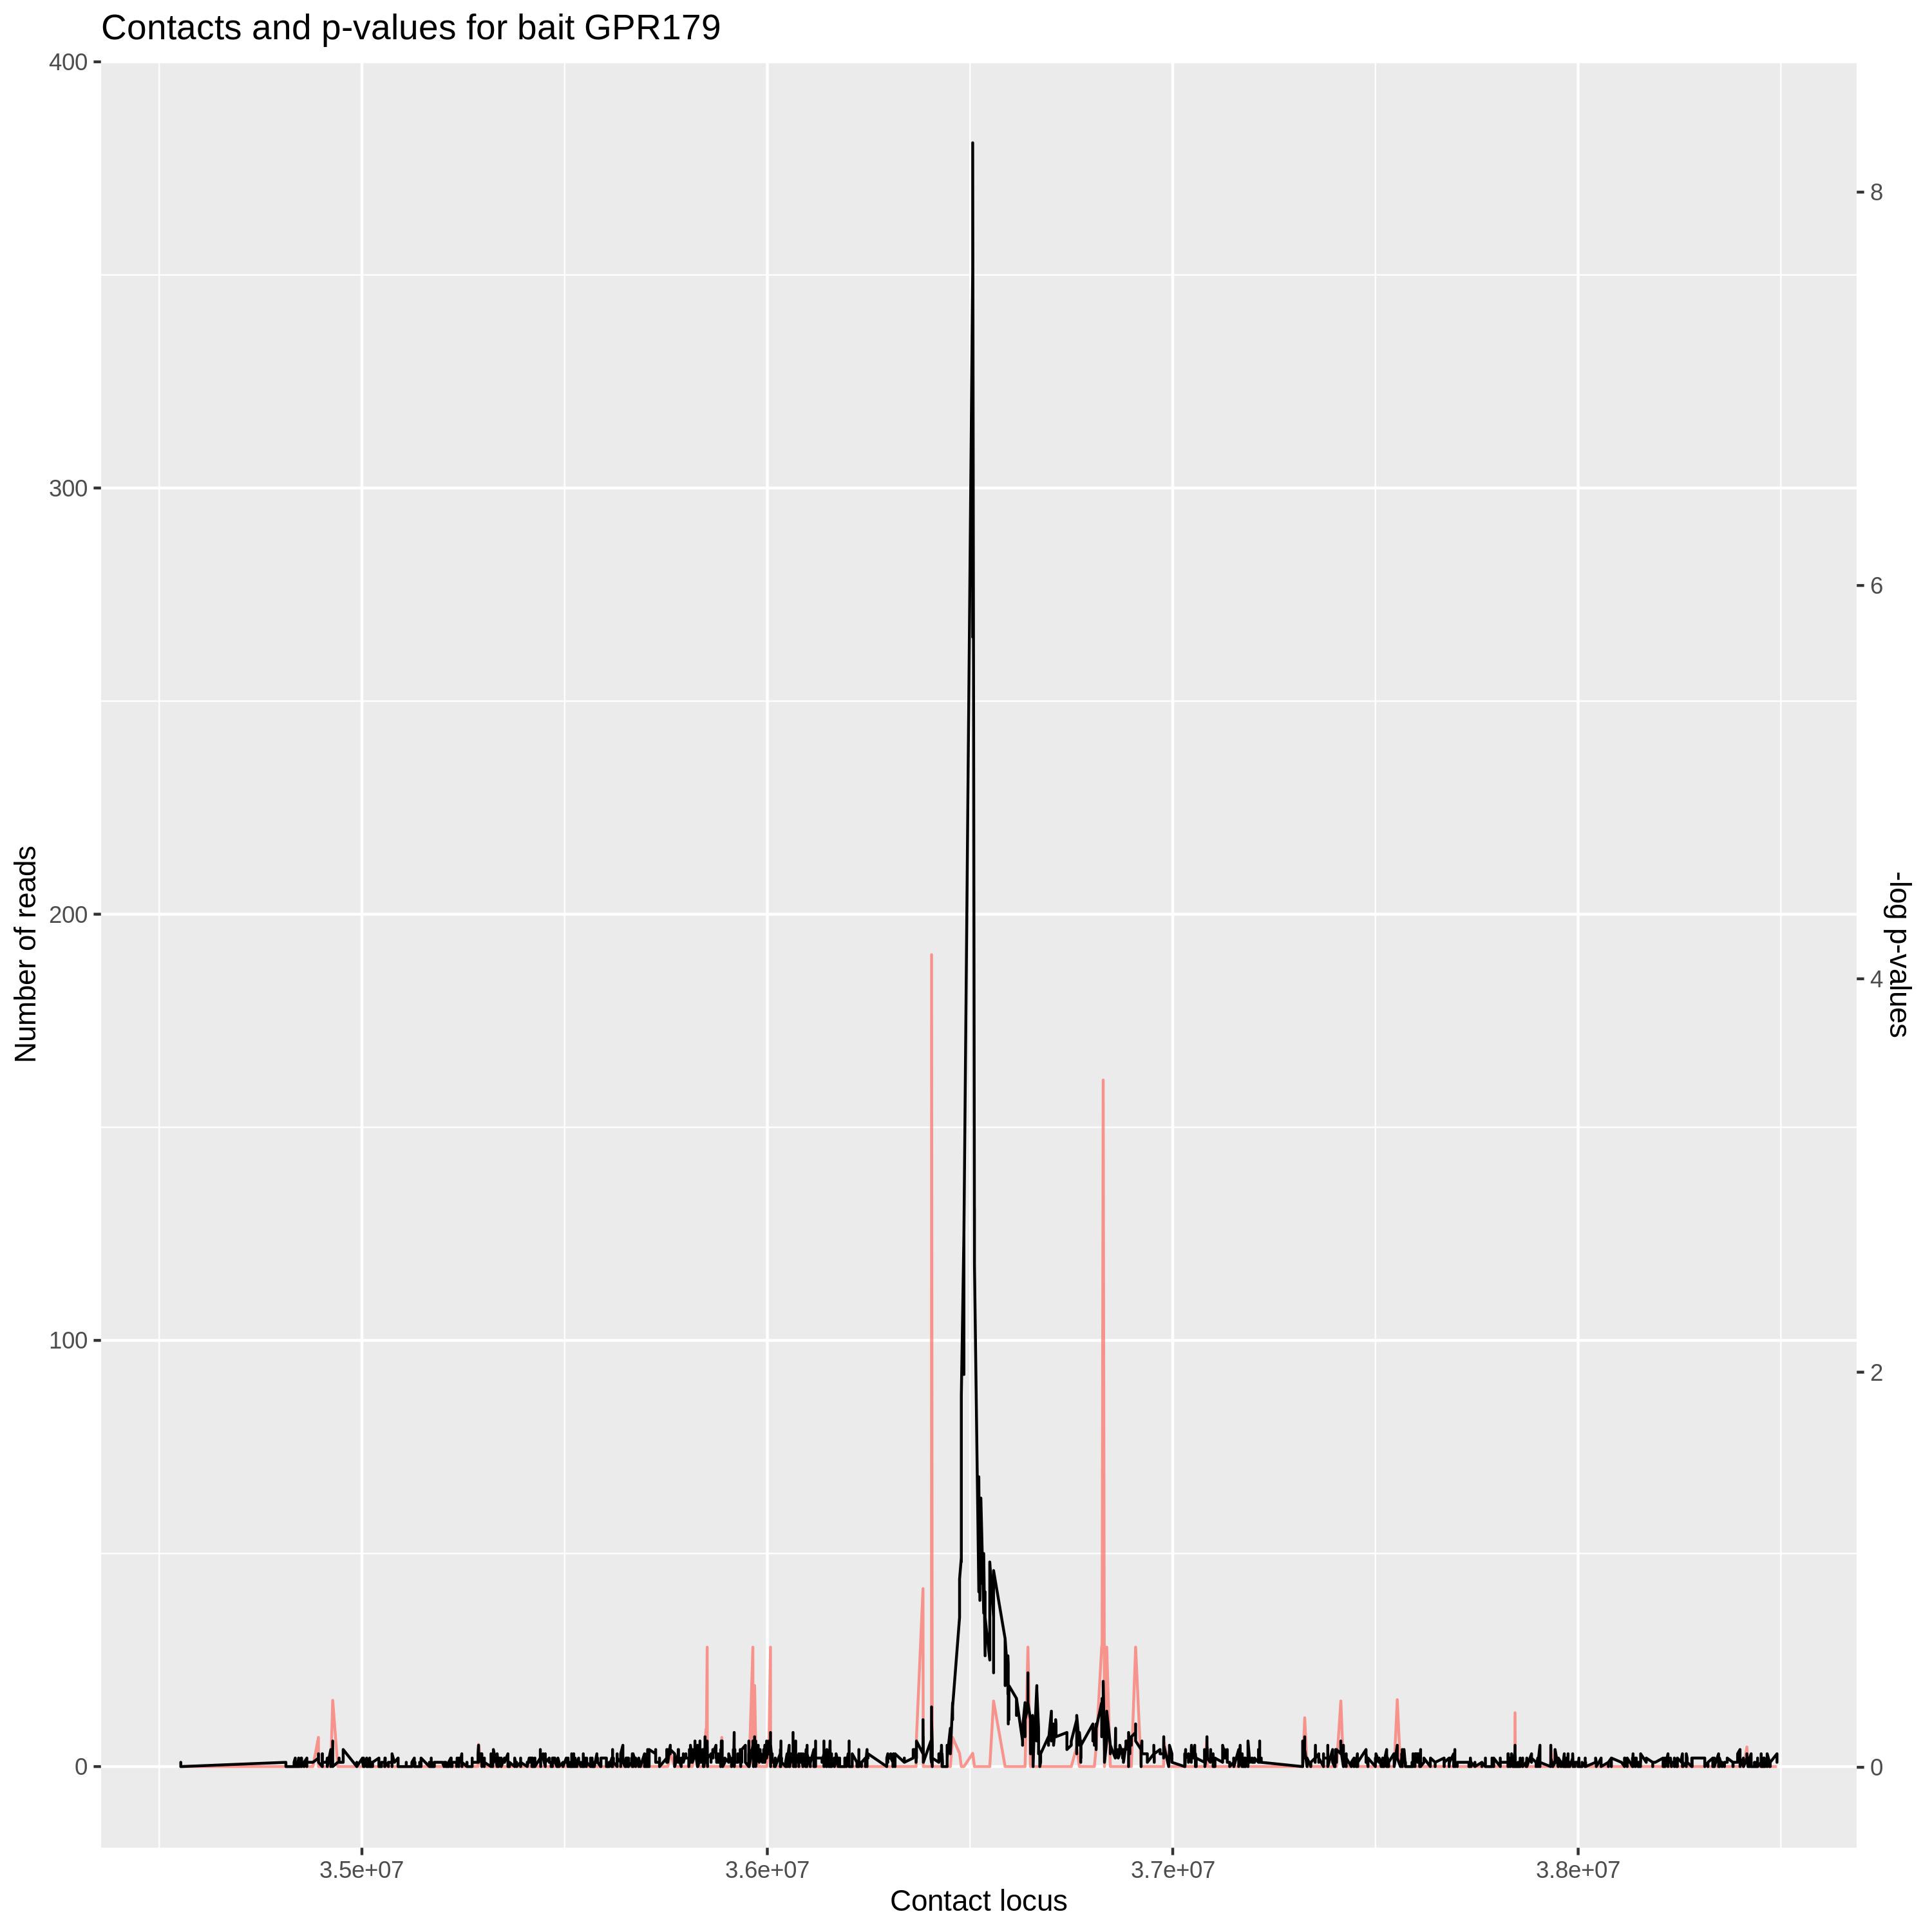 Contacts and p-values for bait GPR179
400
300
200
100
0
Number of reads
8
6
4
2
0
-log p-values
3.5e+07
3.6e+07
3.7e+07
3.8e+07
Contact locus